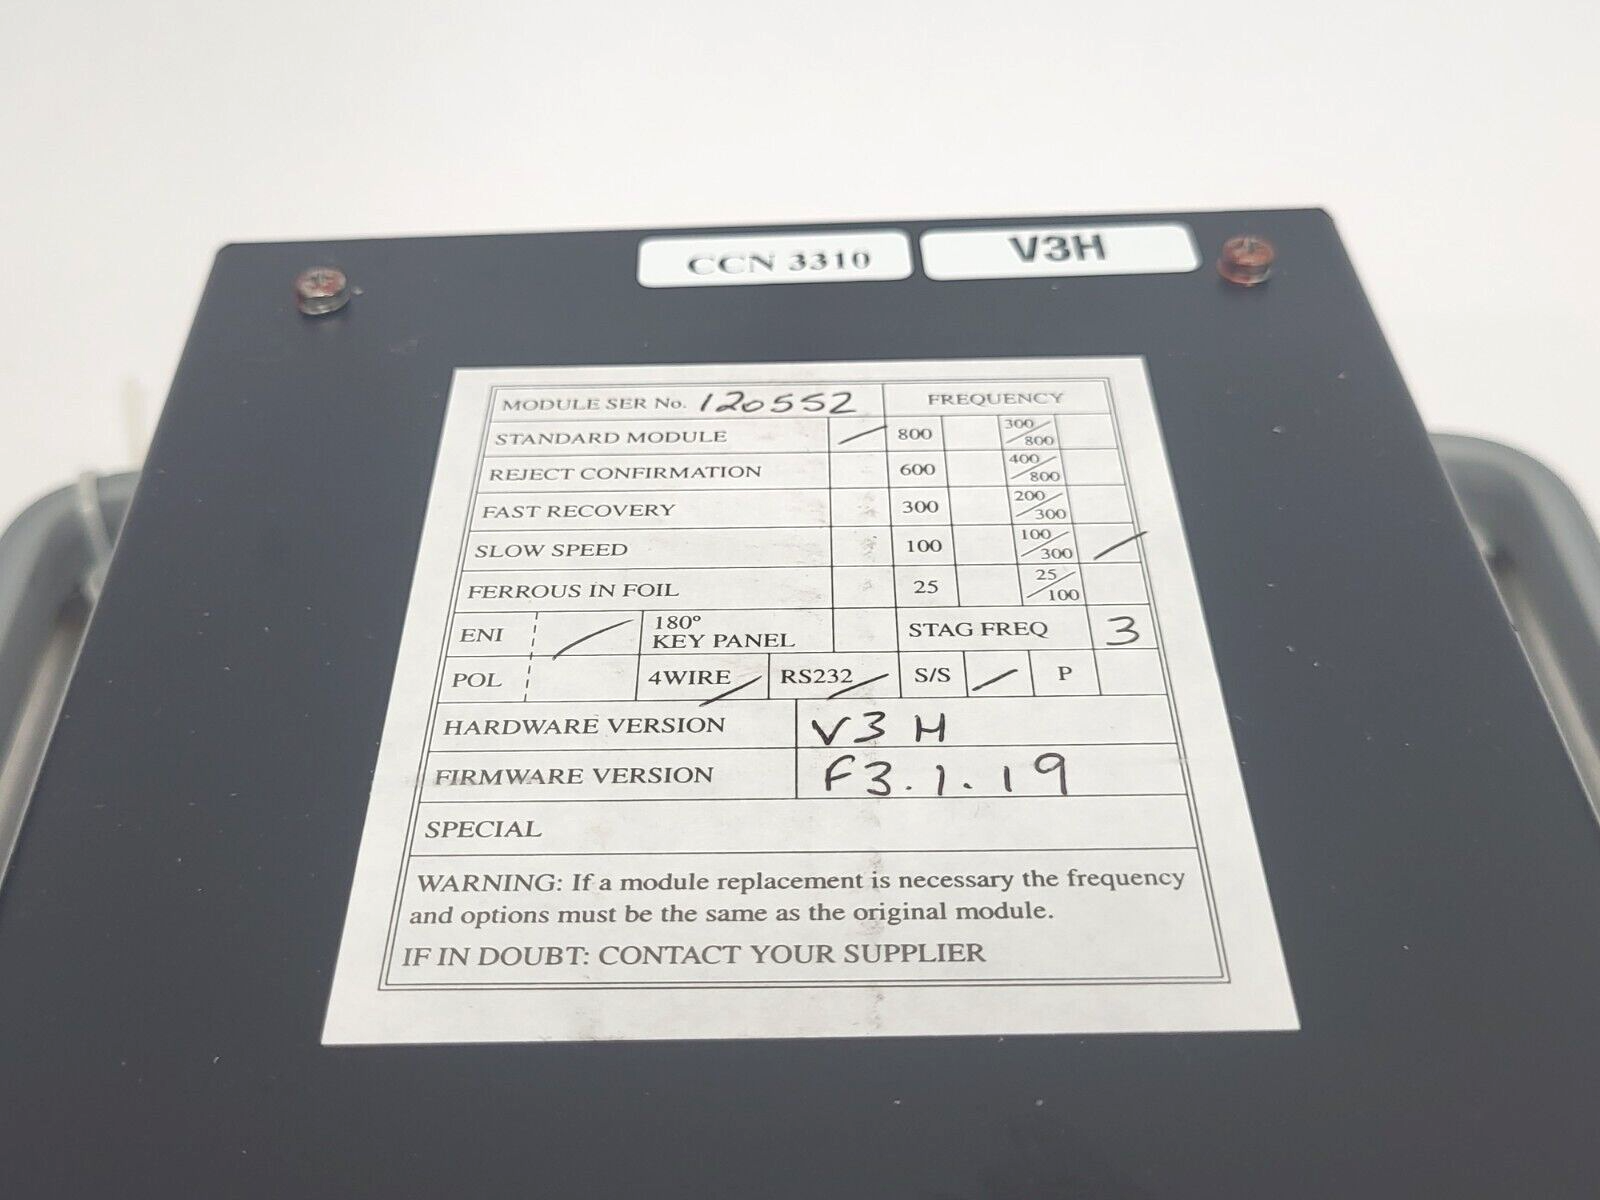 CCN 3310 V3H
MODULE SER No. 120552 FREQUENCY
STANDARD MODULE / 800 300/800
REJECT CONFIRMATION 600 400/800
FAST RECOVERY 300 200/300
SLOW SPEED 100 100/300 /
FERROUS IN FOIL 25 25/100
ENI / 180° KEY PANEL STAG FREQ 3
POL 4WIRE / RS232 / S/S / P
HARDWARE VERSION V3H
FIRMWARE VERSION F3.1.19
SPECIAL
WARNING: If a module replacement is necessary the frequency
and options must be the same as the original module.
IF IN DOUBT: CONTACT YOUR SUPPLIER